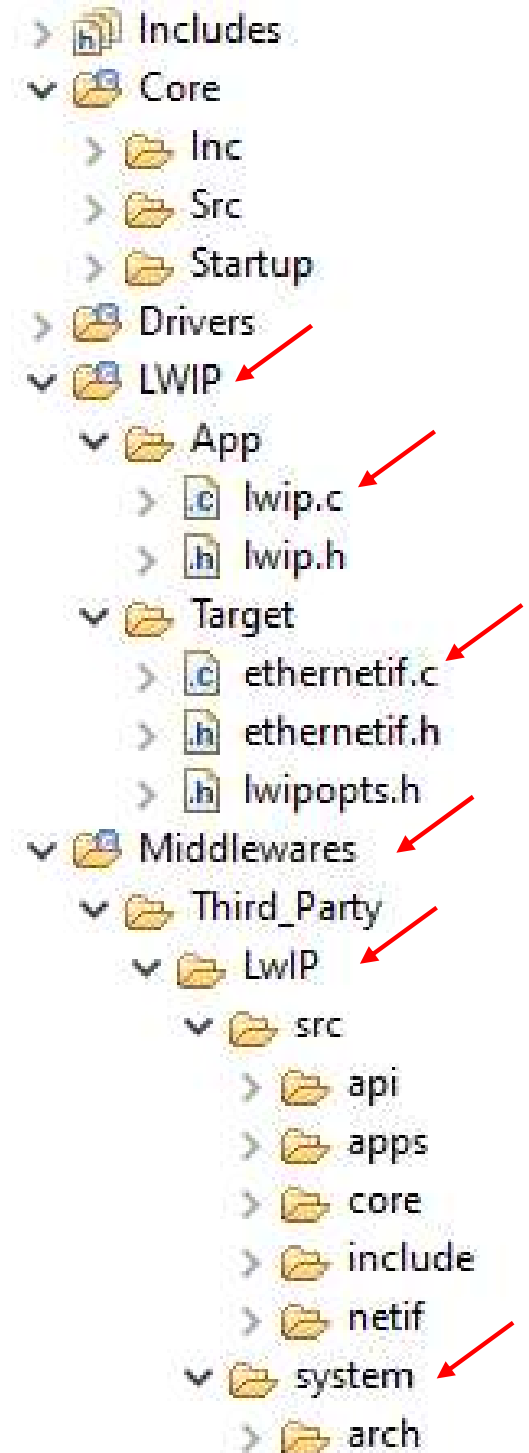 Includes
Core
Inc
Src
Startup
Drivers
LWIP
App
.c lwip.c
.h lwip.h
Target
.c ethernetif.c
.h ethernetif.h
.h lwipopts.h
Middlewares
Third_Party
LwIP
src
api
apps
core
include
netif
system
arch